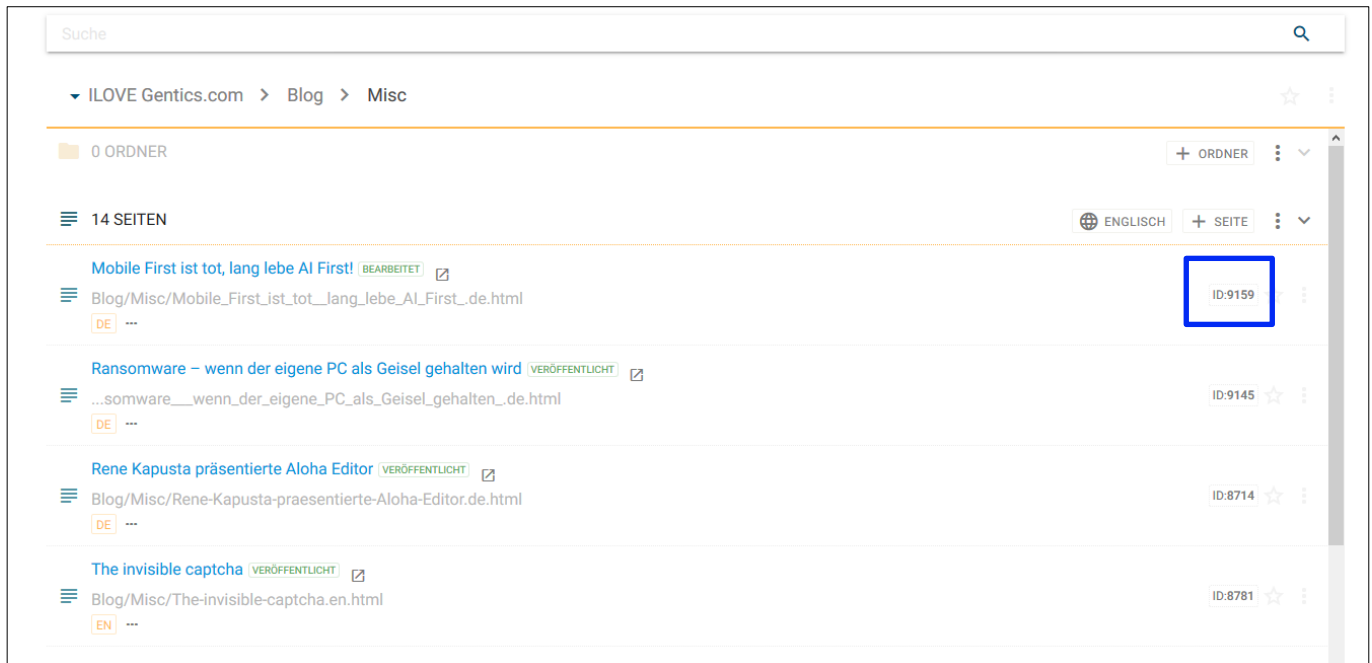 Suche
ILOVE Gentics.com > Blog > Misc
0 ORDNER + ORDNER
14 SEITEN ENGLISCH + SEITE
Mobile First ist tot, lang lebe AI First! BEARBEITET
Blog/Misc/Mobile_First_ist_tot__lang_lebe_AI_First_.de.html ID:9159
DE ---
Ransomware – wenn der eigene PC als Geisel gehalten wird VERÖFFENTLICHT
...somware___wenn_der_eigene_PC_als_Geisel_gehalten_.de.html ID:9145
DE ---
Rene Kapusta präsentierte Aloha Editor VERÖFFENTLICHT
Blog/Misc/Rene-Kapusta-praesentierte-Aloha-Editor.de.html ID:8714
DE ---
The invisible captcha VERÖFFENTLICHT
Blog/Misc/The-invisible-captcha.en.html ID:8781
EN ---